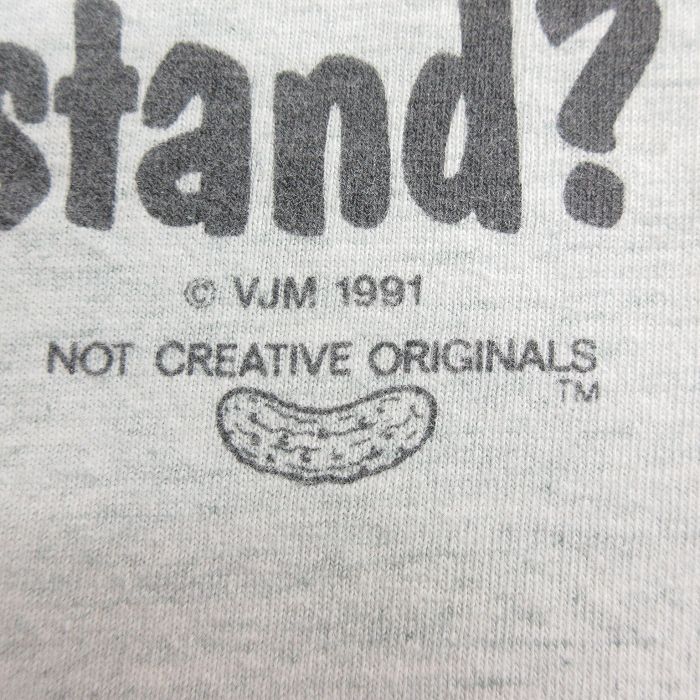 stand?
© VJM 1991
NOT CREATIVE ORIGINALS
TM